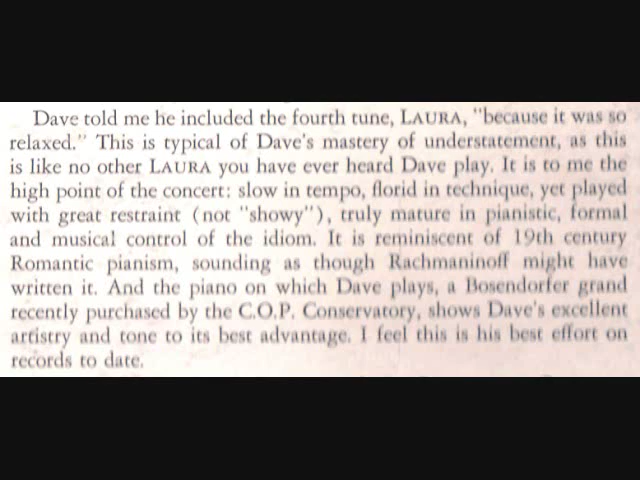 Dave told me he included the fourth tune, LAURA, "because it was so
relaxed." This is typical of Dave's mastery of understatement, as this
is like no other LAURA you have ever heard Dave play. It is to me the
high point of the concert: slow in tempo, florid in technique, yet played
with great restraint (not "showy"), truly mature in pianistic, formal
and musical control of the idiom. It is reminiscent of 19th century
Romantic pianism, sounding as though Rachmaninoff might have
written it. And the piano on which Dave plays, a Bosendorfer grand
recently purchased by the C.O.P. Conservatory, shows Dave's excellent
artistry and tone to its best advantage. I feel this is his best effort on
records to date.